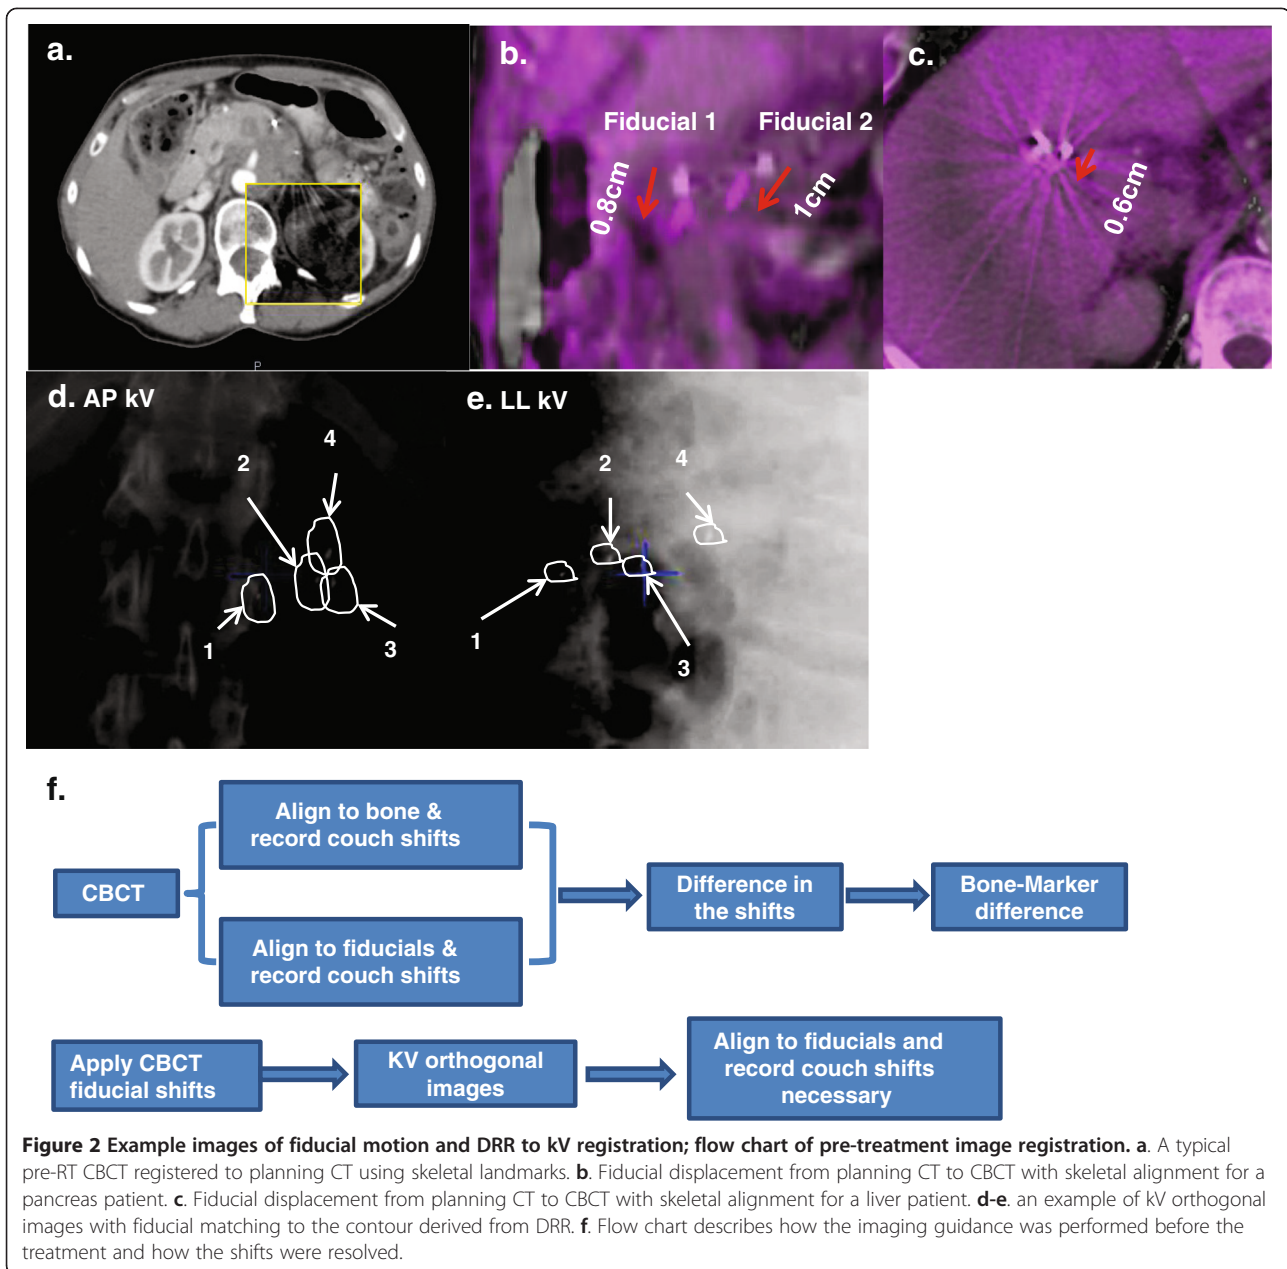 a.
b.
c.
Fiducial 1
Fiducial 2
0.8cm
1cm
0.6cm
P
d. AP kV
e. LL kV
4
2
1
3
2
4
1
3
f.
CBCT
Align to bone &
record couch shifts
Align to fiducials &
record couch shifts
Difference in
the shifts
Bone-Marker
difference
Apply CBCT
fiducial shifts
KV orthogonal
images
Align to fiducials and
record couch shifts
necessary
Figure 2 Example images of fiducial motion and DRR to kV registration; flow chart of pre-treatment image registration. a. A typical
pre-RT CBCT registered to planning CT using skeletal landmarks. b. Fiducial displacement from planning CT to CBCT with skeletal alignment for a
pancreas patient. c. Fiducial displacement from planning CT to CBCT with skeletal alignment for a liver patient. d-e. an example of kV orthogonal
images with fiducial matching to the contour derived from DRR. f. Flow chart describes how the imaging guidance was performed before the
treatment and how the shifts were resolved.